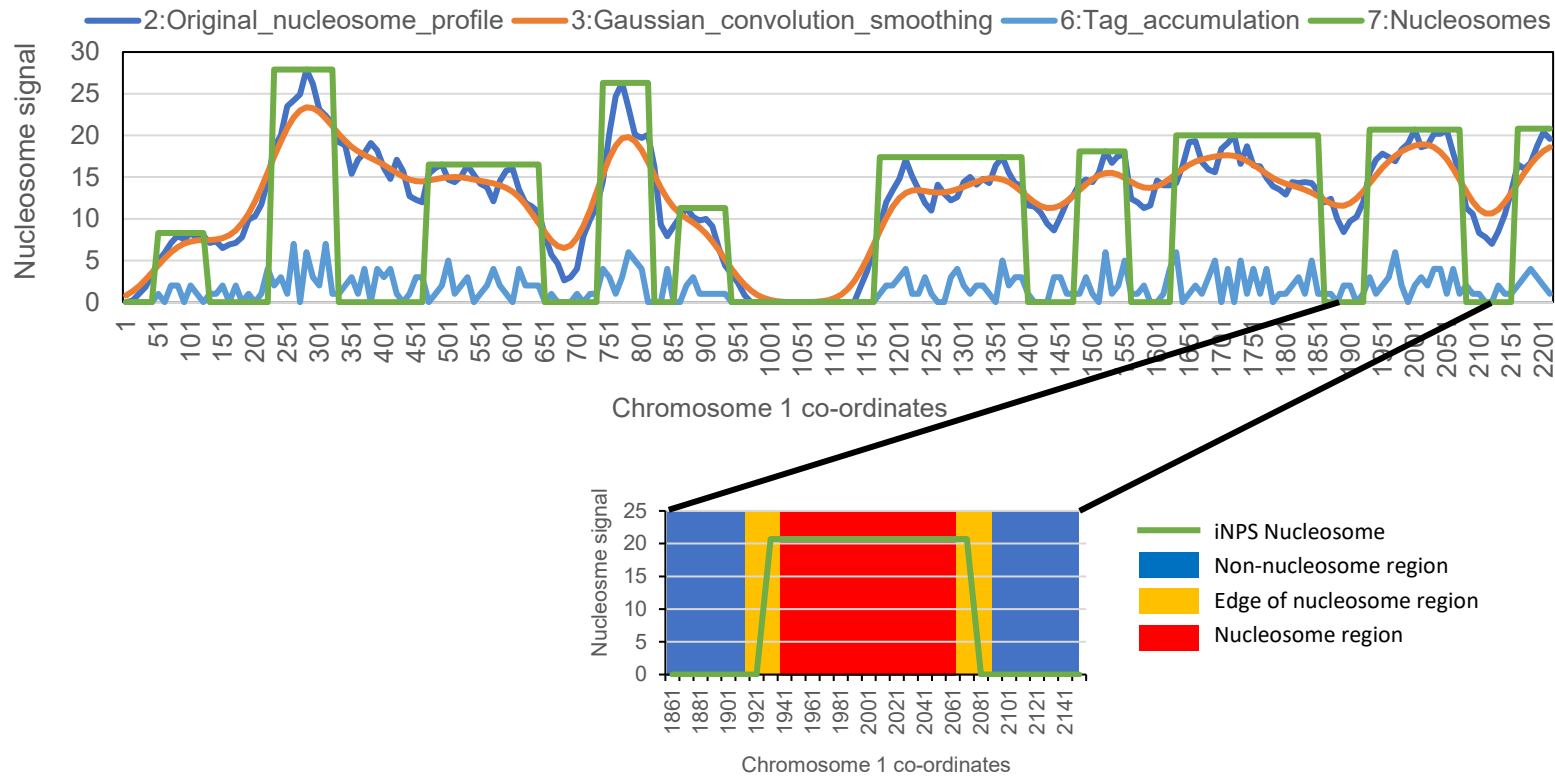 2:Original_nucleosome_profile 3:Gaussian_convolution_smoothing 6:Tag_accumulation 7:Nucleosomes
Nucleosome signal
30
25
20
15
10
5
0
1 51 101 151 201 251 301 351 401 451 501 551 601 651 701 751 801 851 901 951 1001 1051 1101 1151 1201 1251 1301 1351 1401 1451 1501 1551 1601 1651 1701 1751 1801 1851 1901 1951 2001 2051 2101 2151 2201
Chromosome 1 co-ordinates
Nucleosme signal
25
20
15
10
5
0
1861 1881 1901 1921 1941 1961 1981 2001 2021 2041 2061 2081 2101 2121 2141
Chromosome 1 co-ordinates
iNPS Nucleosome
Non-nucleosome region
Edge of nucleosome region
Nucleosome region